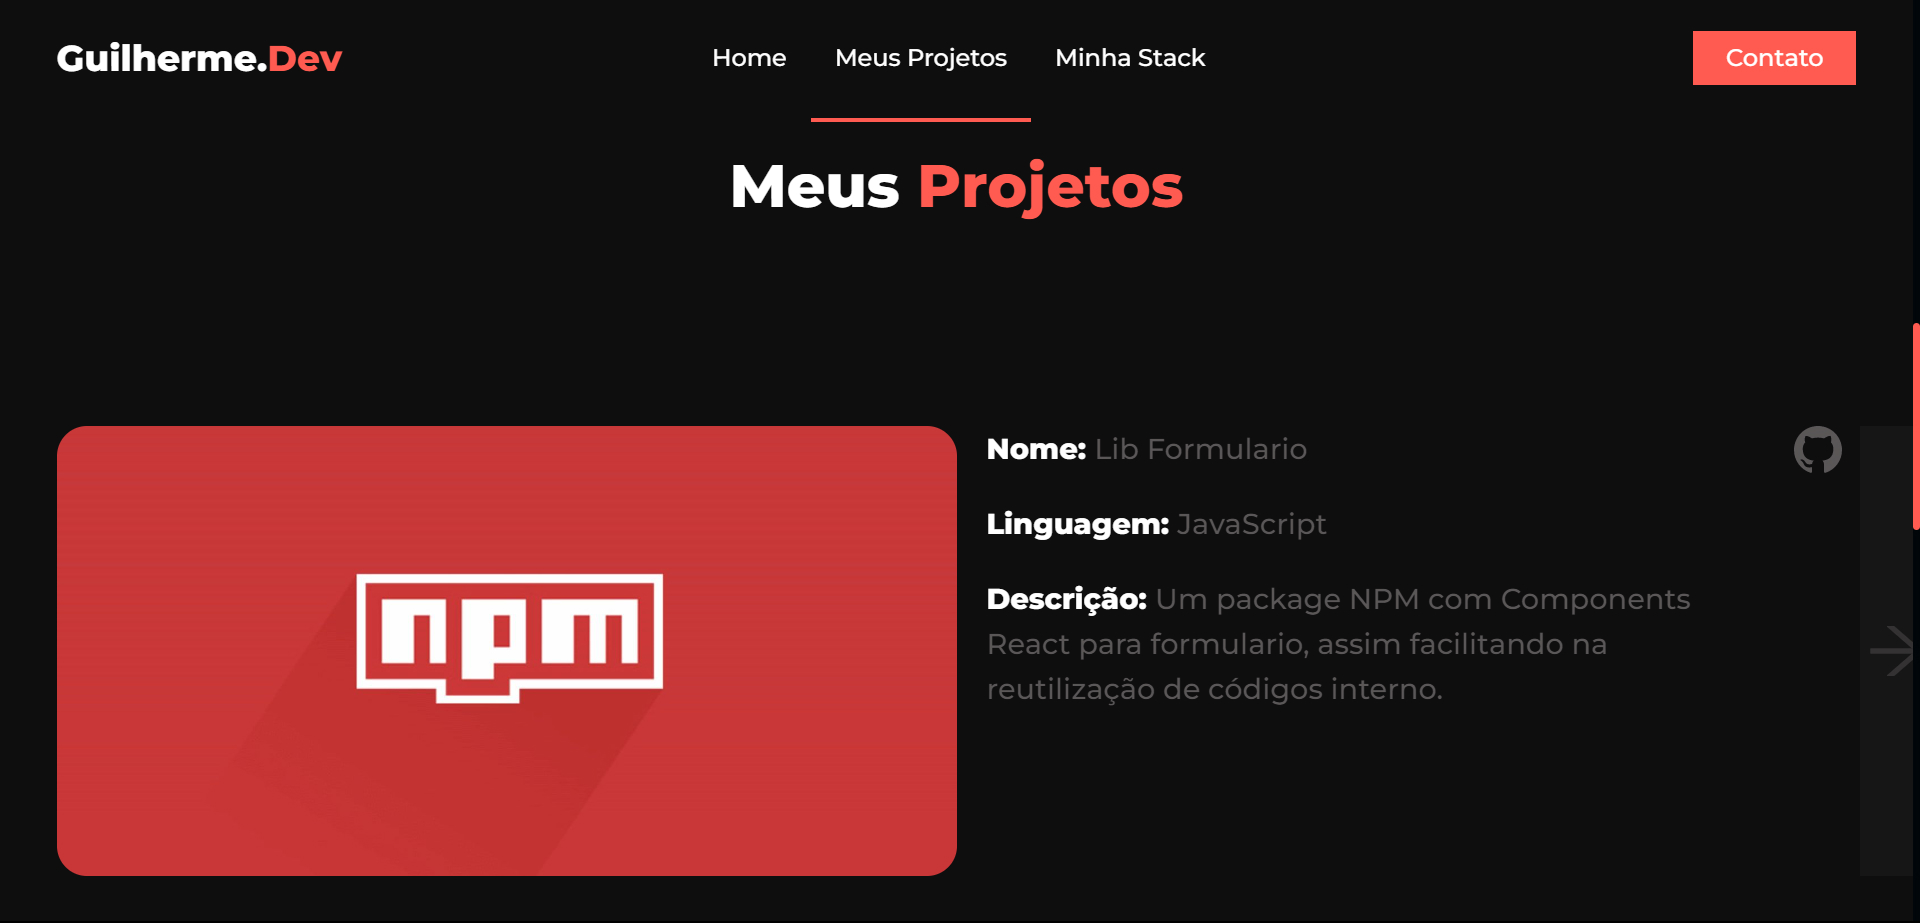 Guilherme.Dev
Home
Meus Projetos
Minha Stack
Contato
Meus Projetos
npm
Nome: Lib Formulario
Linguagem: JavaScript
Descrição: Um package NPM com Components
React para formulario, assim facilitando na
reutilização de códigos interno.